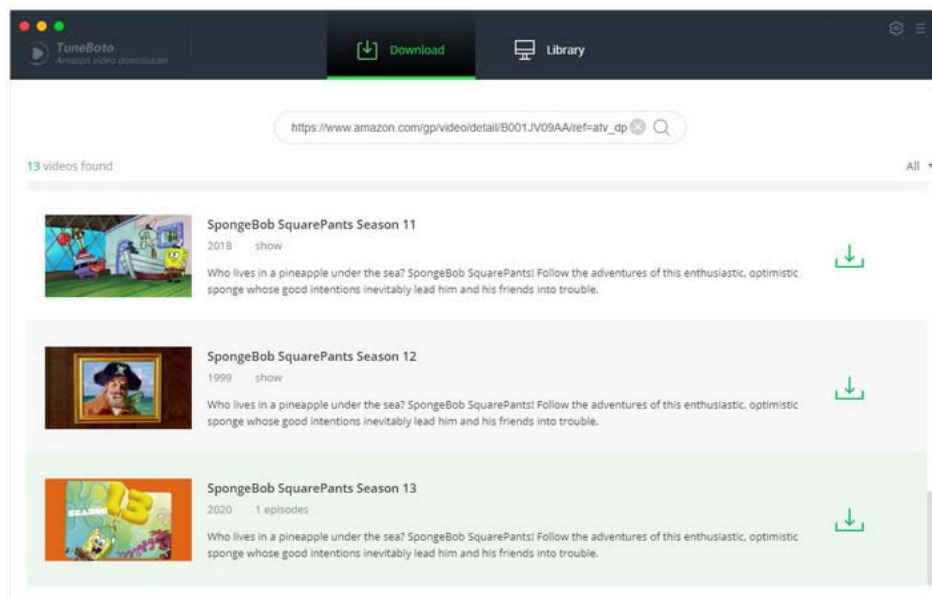 TuneBoto
Amazon video downloader
Download
Library
https://www.amazon.com/gp/video/detail/B001JV09AA/ref=atv_dp
13 videos found
All
SpongeBob SquarePants Season 11
2018 show
Who lives in a pineapple under the sea? SpongeBob SquarePants! Follow the adventures of this enthusiastic, optimistic
sponge whose good intentions inevitably lead him and his friends into trouble.
SpongeBob SquarePants Season 12
1999 show
Who lives in a pineapple under the sea? SpongeBob SquarePants! Follow the adventures of this enthusiastic, optimistic
sponge whose good intentions inevitably lead him and his friends into trouble.
SEASON 13
SpongeBob SquarePants Season 13
2020 1 episodes
Who lives in a pineapple under the sea? SpongeBob SquarePants! Follow the adventures of this enthusiastic, optimistic
sponge whose good intentions inevitably lead him and his friends into trouble.